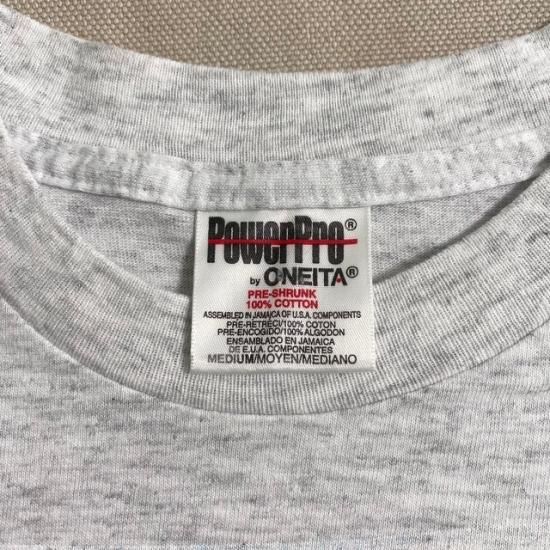 PowerPro®
by ONEITA®
PRE-SHRUNK
100% COTTON
ASSEMBLED IN JAMAICA OF U.S.A. COMPONENTS
PRE-RETRECI/100% COTON
PRE-ENCOGIDO/100% ALGODON
ENSAMBLADO EN JAMAICA
DE E.U.A. COMPONENTES
MEDIUM/MOYEN/MEDIANO